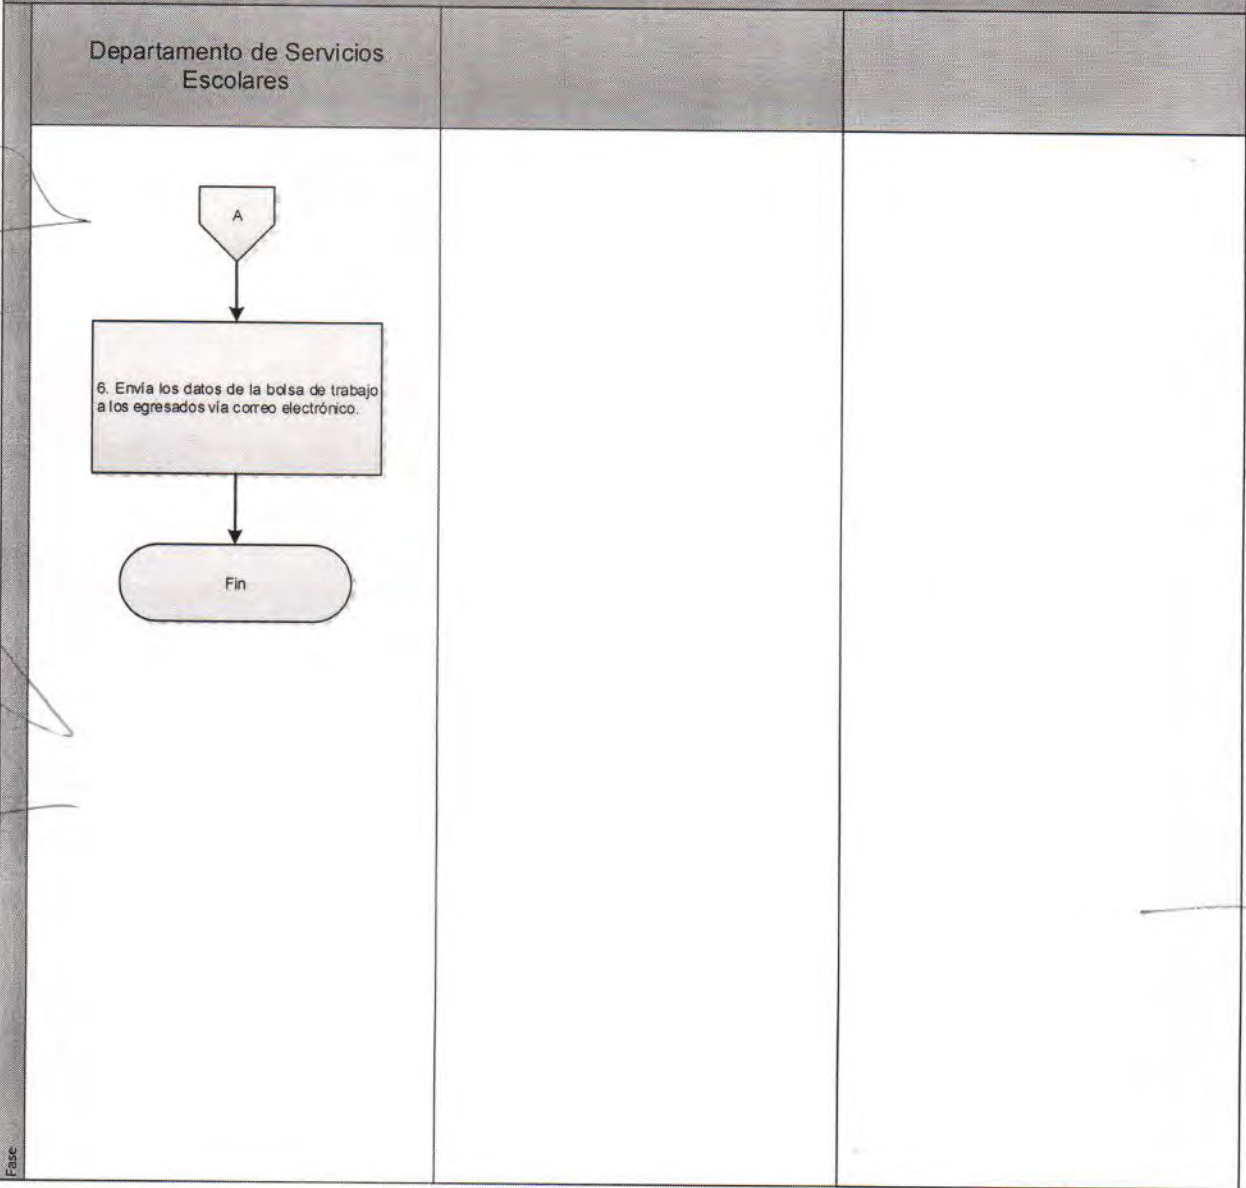 Departamento de Servicios
Escolares
A
6. Envía los datos de la bolsa de trabajo
a los egresados vía correo electrónico.
Fin
Fase